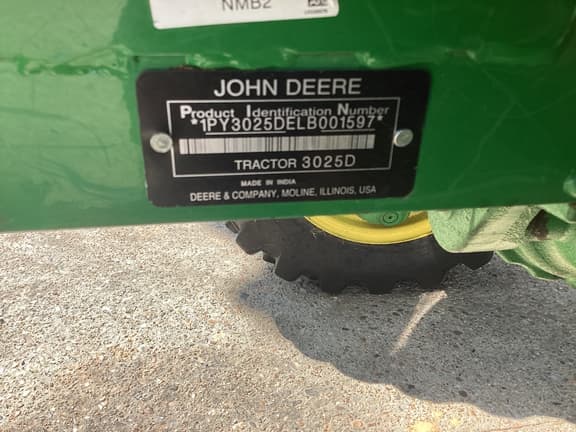 NMB2
JOHN DEERE
Product Identification Number
*1PY3025DELB001597*
TRACTOR 3025D
MADE IN INDIA
DEERE & COMPANY, MOLINE, ILLINOIS, USA